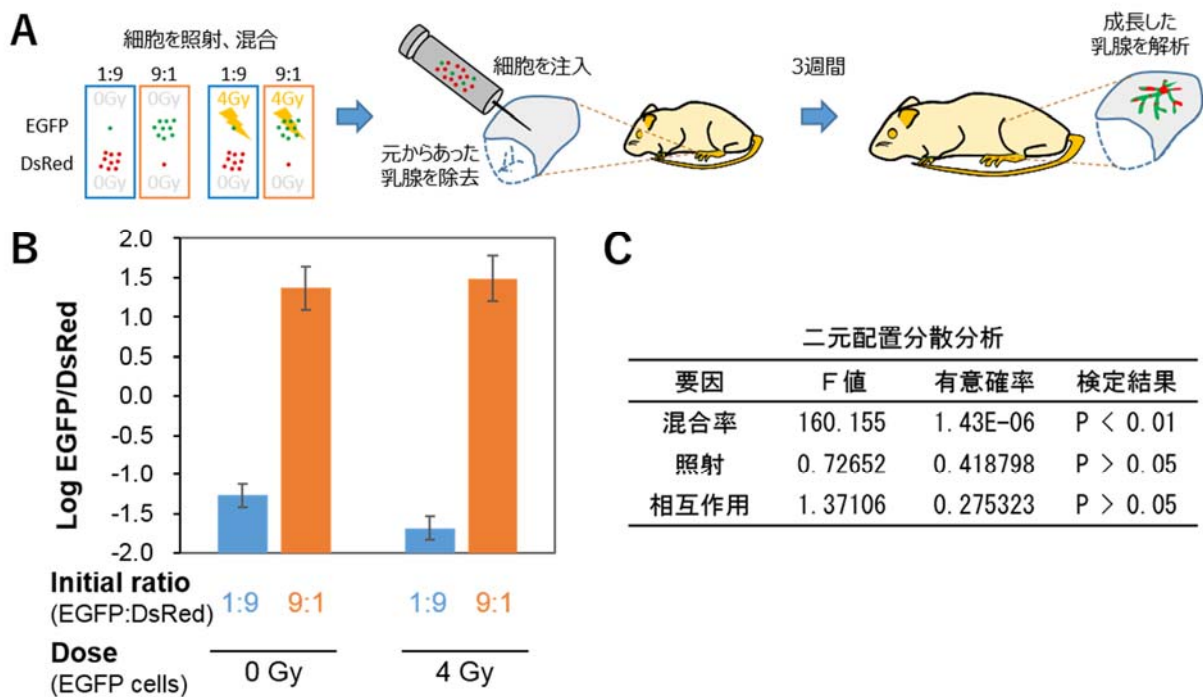 A
細胞を照射、混合
1:9 9:1 1:9 9:1
0Gy 0Gy 4Gy 4Gy
EGFP
DsRed
0Gy 0Gy 0Gy 0Gy
細胞を注入
元からあった
乳腺を除去
3週間
成長した
乳腺を解析
B
Log EGFP/DsRed
2.0
1.5
1.0
0.5
0.0
-0.5
-1.0
-1.5
-2.0
Initial ratio
(EGFP:DsRed)
1:9 9:1 1:9 9:1
Dose
(EGFP cells)
0 Gy 4 Gy
C
二元配置分散分析
要因 F値 有意確率 検定結果
混合率 160.155 1.43E-06 P < 0.01
照射 0.72652 0.418798 P > 0.05
相互作用 1.37106 0.275323 P > 0.05